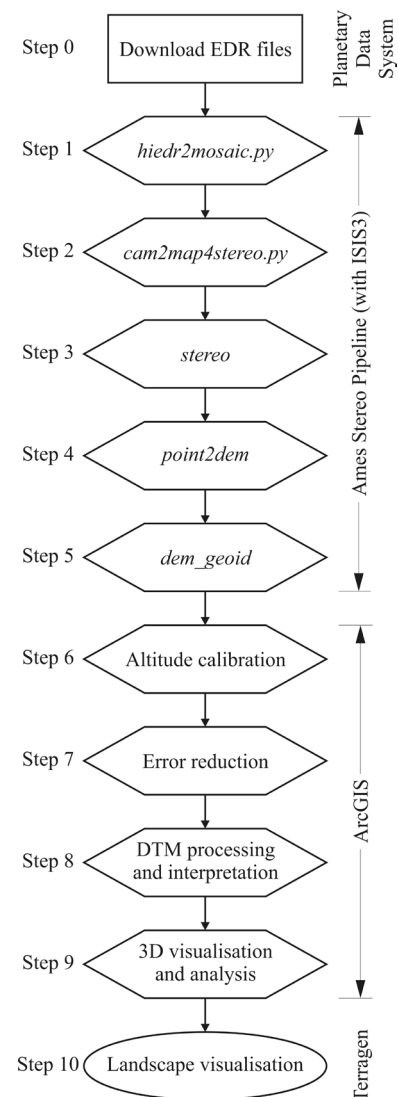 Step 0
Download EDR files
Planetary
Data
System
Step 1
hiedr2mosaic.py
Step 2
cam2map4stereo.py
Step 3
stereo
Step 4
point2dem
Step 5
dem_geoid
Ames Stereo Pipeline (with ISIS3)
Step 6
Altitude calibration
Step 7
Error reduction
Step 8
DTM processing
and interpretation
Step 9
3D visualisation
and analysis
ArcGIS
Step 10
Landscape visualisation
Terragen